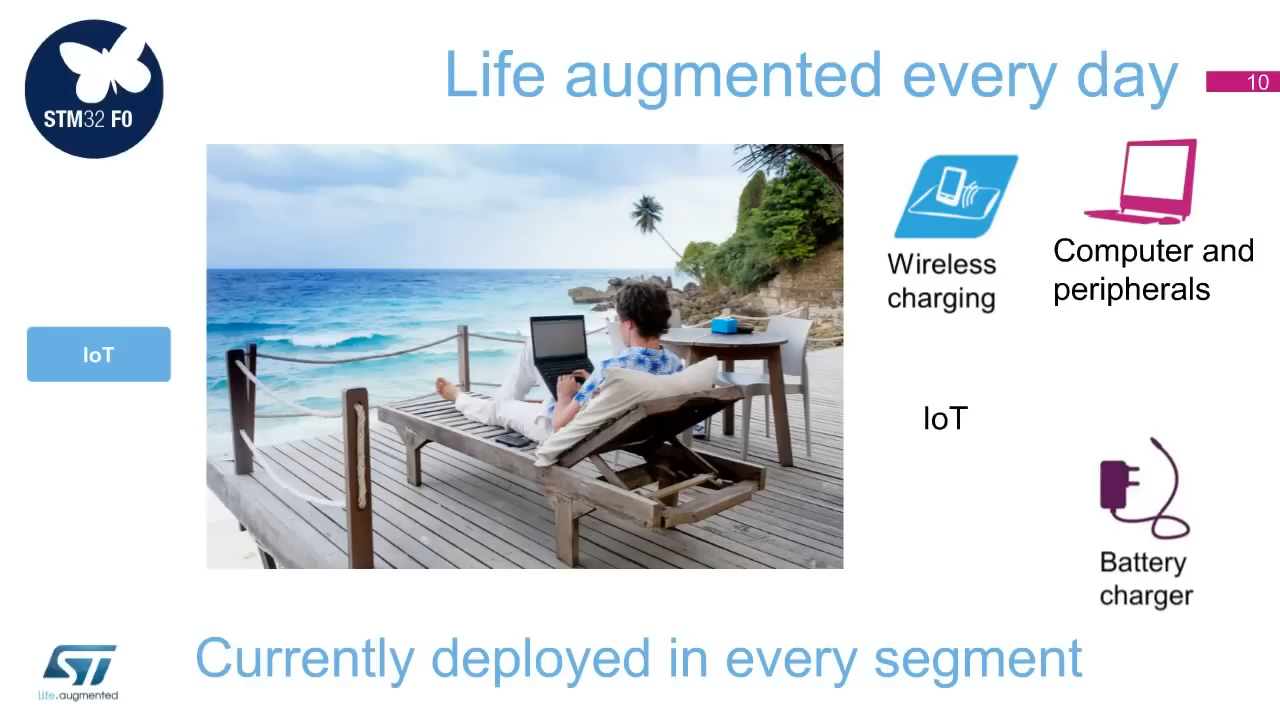 STM32 F0
Life augmented every day
10
Wireless
charging
Computer and
peripherals
IoT
IoT
Battery
charger
Currently deployed in every segment
ST
life.augmented